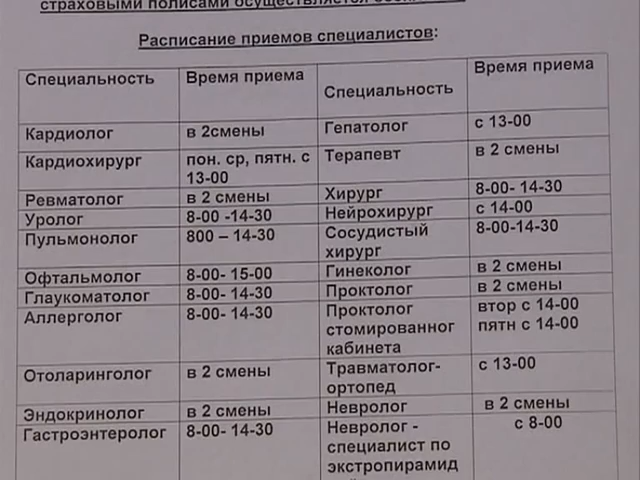 страховыми полисами осуществляется
Расписание приемов специалистов:
Специальность Время приема Специальность Время приема
Кардиолог в 2смены Гепатолог с 13-00
Кардиохирург пон. ср, пятн. с Терапевт в 2 смены
13-00
Ревматолог в 2 смены Хирург 8-00- 14-30
Уролог 8-00 -14-30 Нейрохирург с 14-00
Пульмонолог 800 – 14-30 Сосудистый 8-00-14-30
хирург
Офтальмолог 8-00- 15-00 Гинеколог в 2 смены
Глаукоматолог 8-00- 14-30 Проктолог в 2 смены
Аллерголог 8-00- 14-30 Проктолог втор с 14-00
стомированног пятн с 14-00
кабинета
Отоларинголог в 2 смены Травматолог- с 13-00
ортопед
Эндокринолог в 2 смены Невролог в 2 смены
Гастроэнтеролог 8-00- 14-30 Невролог - с 8-00
специалист по
экстропирамид